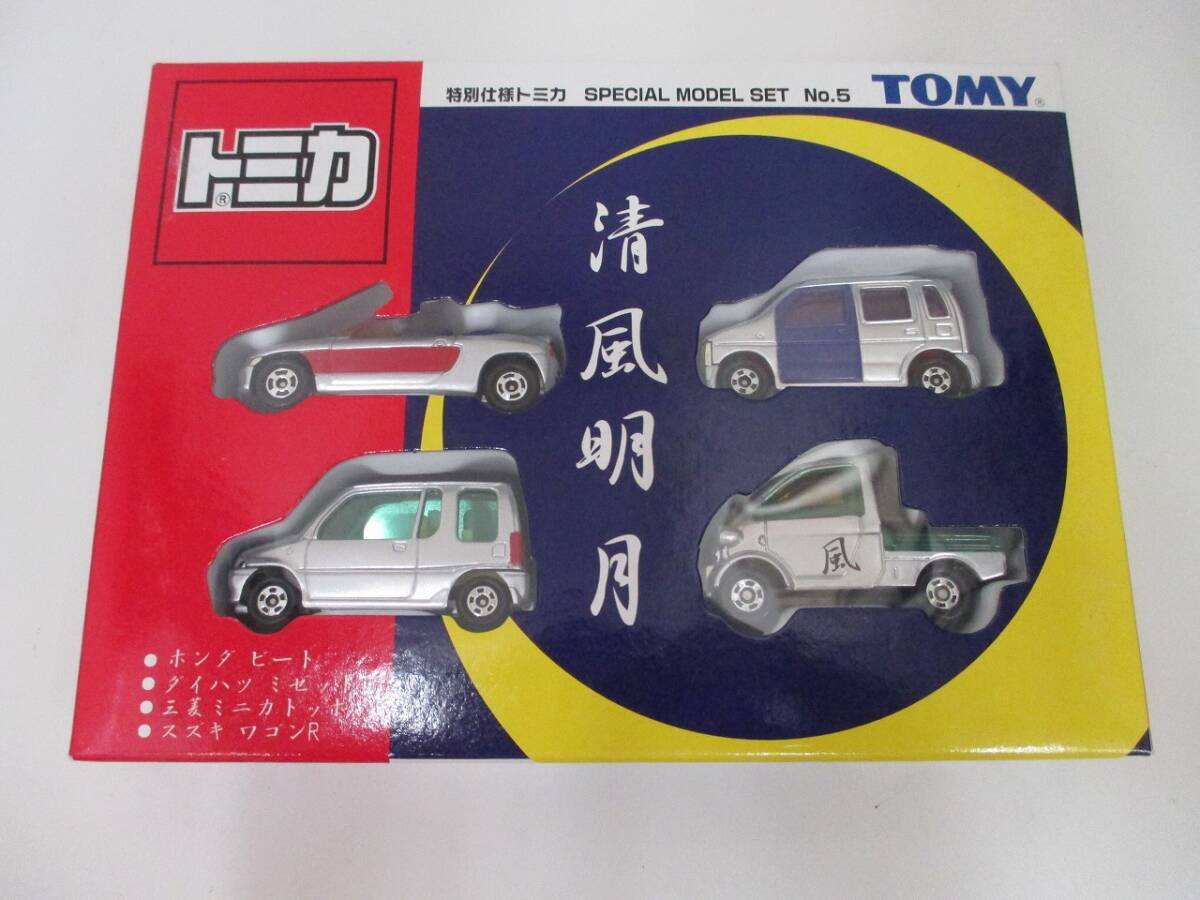 特別仕様トミカ SPECIAL MODEL SET No.5
TOMY®
トミカ®
清風明月
風
• ホンダ ビート
• ダイハツ ミゼット
• 三菱ミニカトッポ
• スズキ ワゴンR